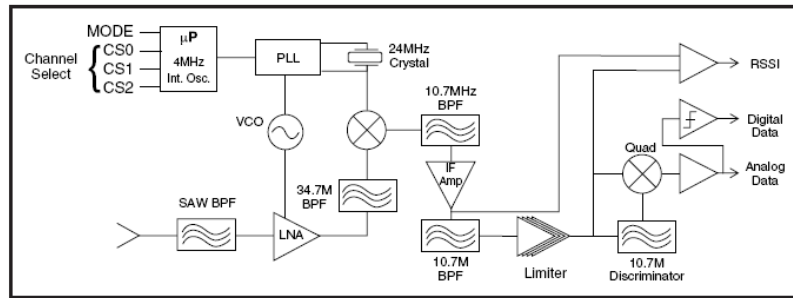 MODE
Channel
Select
CS0
CS1
CS2
µP
4MHz
Int. Osc.
PLL
24MHz
Crystal
VCO
10.7MHz
BPF
RSSI
Digital
Data
Quad
Analog
Data
IF
Amp
34.7M
BPF
SAW BPF
LNA
10.7M
BPF
Limiter
10.7M
Discriminator